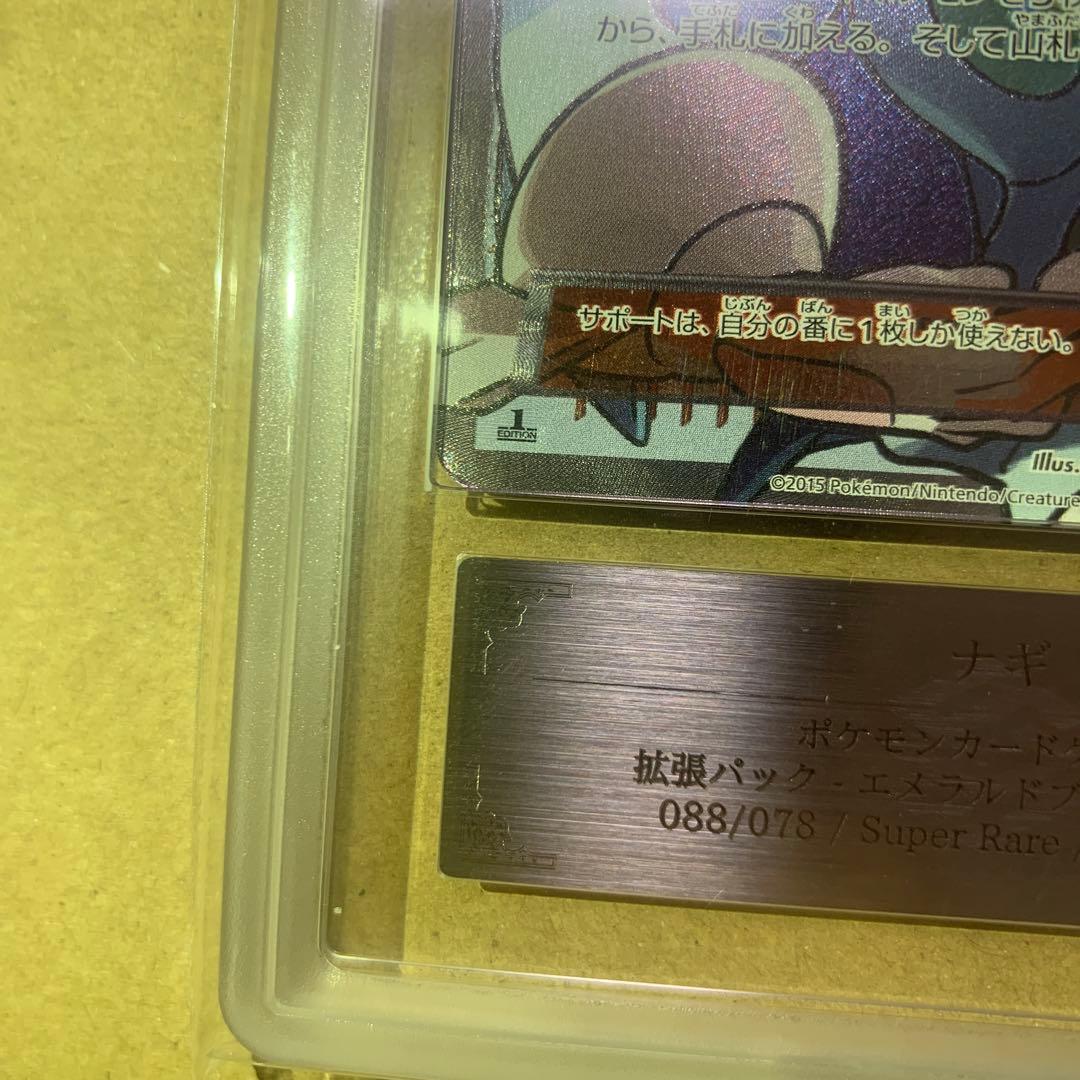 から、手札に加える。そして山札
サポートは、自分の番に1枚しか使えない。
1
EDITION
Illus.
©2015 Pokémon/Nintendo/Creature
ナギ
ポケモンカード
拡張パック - エメラルドブ
088/078 / Super Rare /